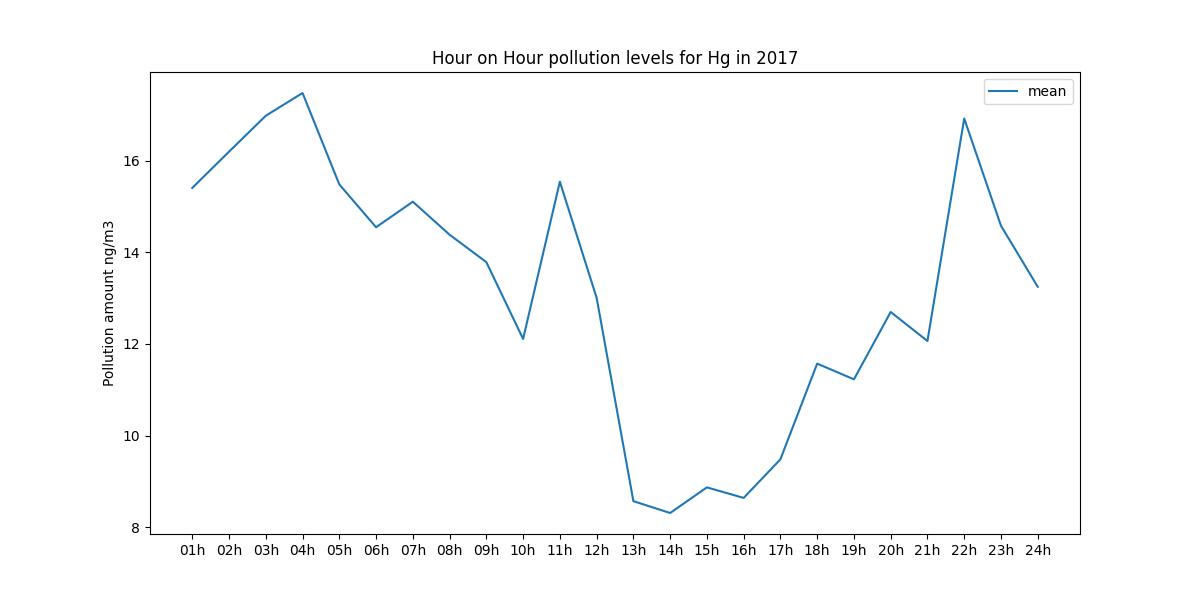 Hour on Hour pollution levels for Hg in 2017
mean
Pollution amount ng/m3
16
14
12
10
8
01h 02h 03h 04h 05h 06h 07h 08h 09h 10h 11h 12h 13h 14h 15h 16h 17h 18h 19h 20h 21h 22h 23h 24h